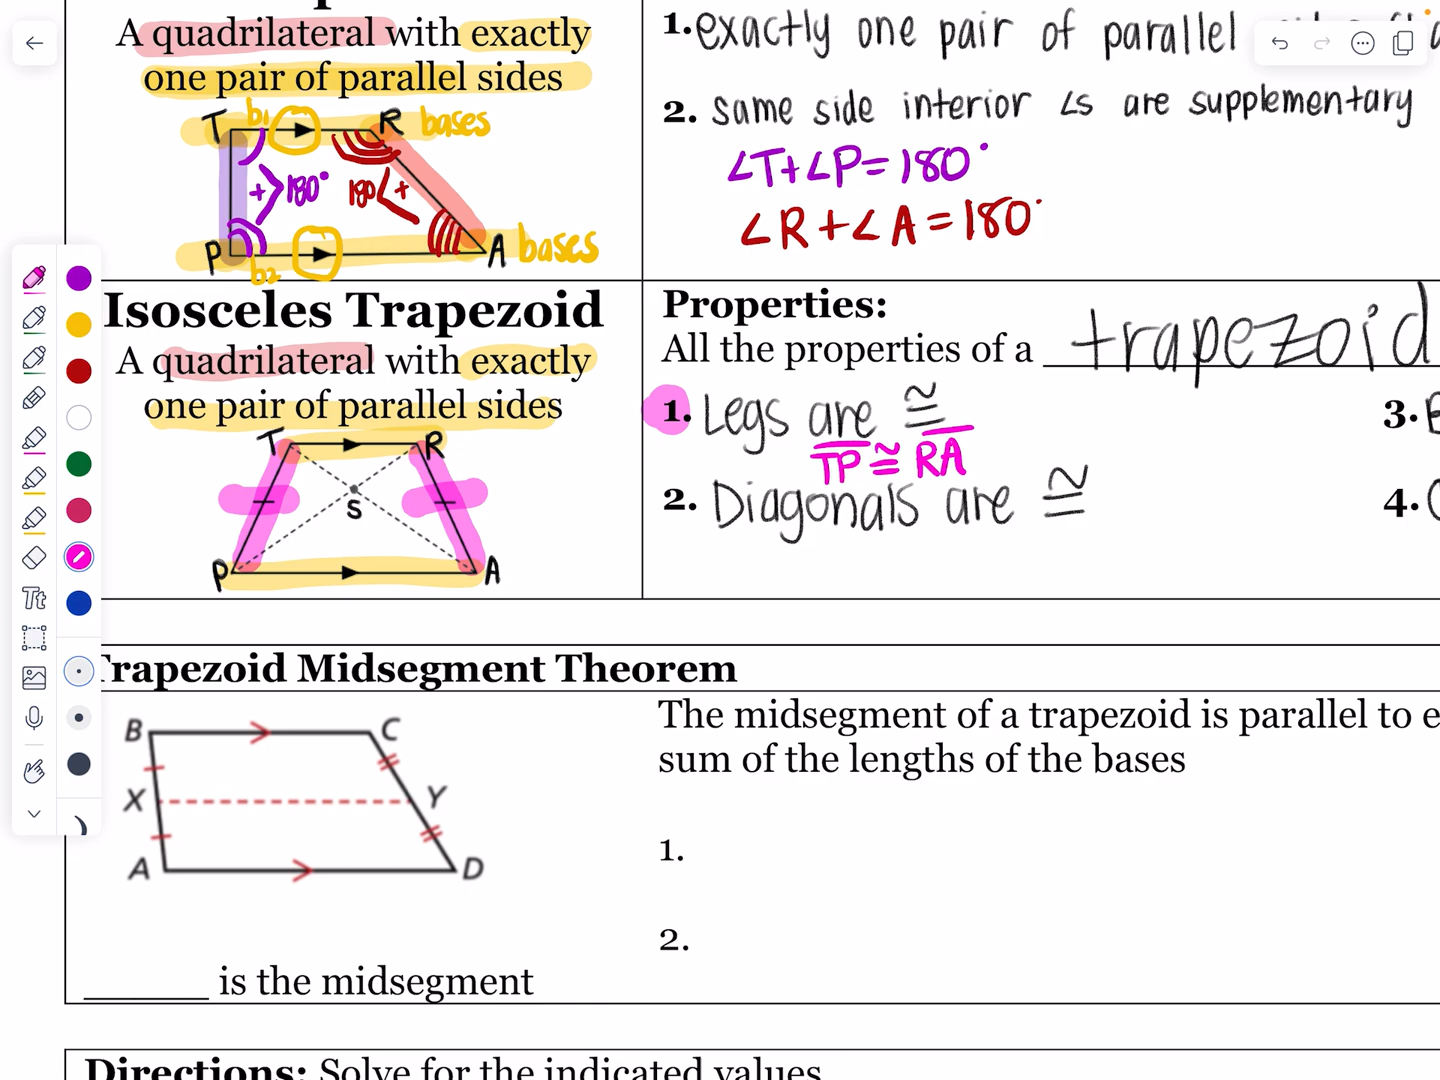 A quadrilateral with exactly
one pair of parallel sides
T b1 R bases
+ 180° 180 +
P b2 A bases
1. exactly one pair of parallel
2. same side interior ∠s are supplementary
∠T+∠P=180°
∠R+∠A=180°
Isosceles Trapezoid
A quadrilateral with exactly
one pair of parallel sides
T R
S
P A
Properties:
All the properties of a trapezoid
1. Legs are ≅
TP ≅ RA
2. Diagonals are ≅
3.
4.
Tt
Trapezoid Midsegment Theorem
B C
X Y
A D
is the midsegment
The midsegment of a trapezoid is parallel to e
sum of the lengths of the bases
1.
2.
Directions: Solve for the indicated values